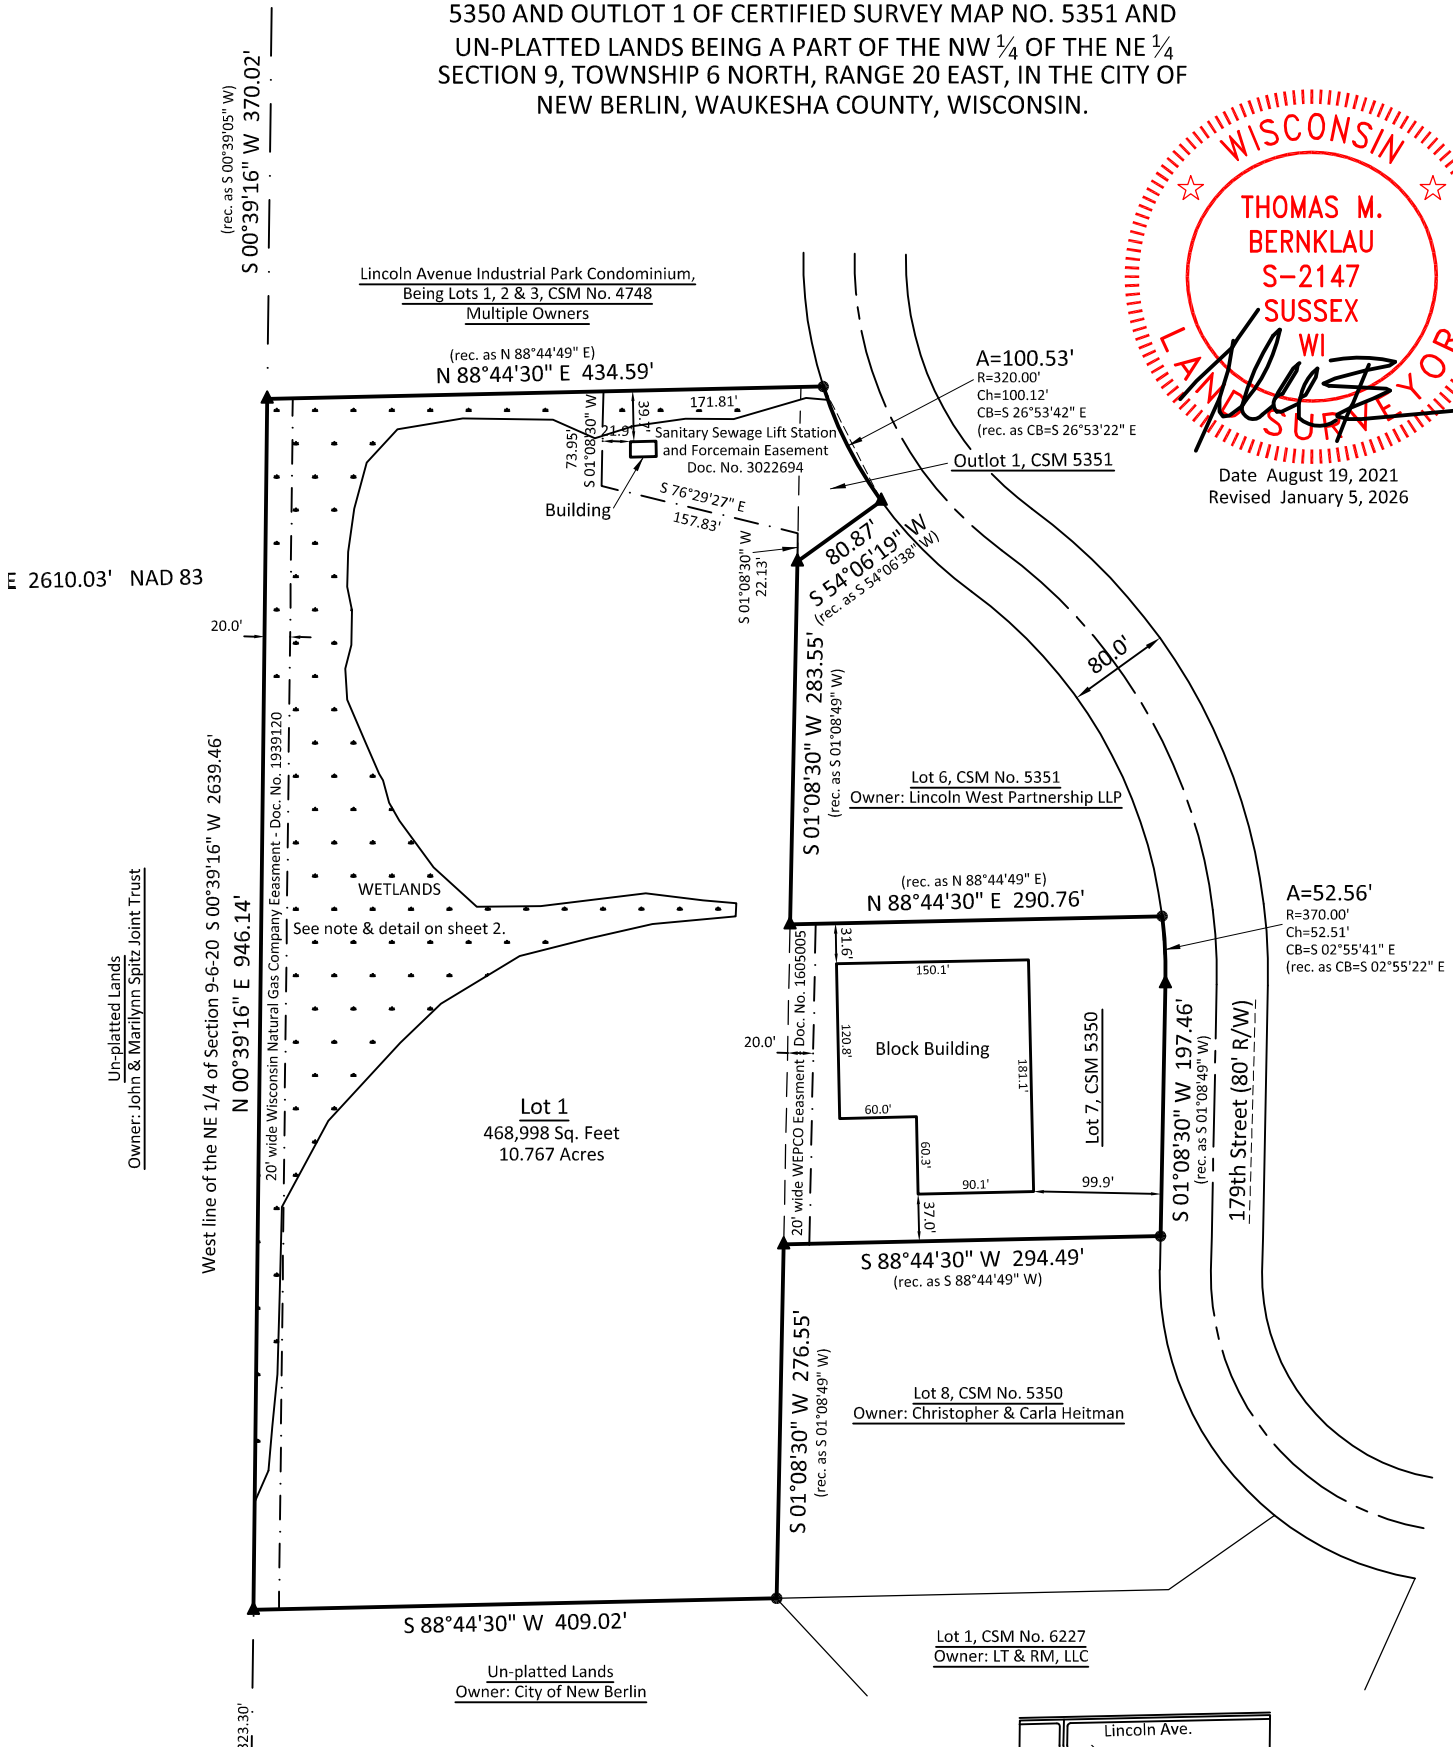 5350 AND OUTLOT 1 OF CERTIFIED SURVEY MAP NO. 5351 AND
UN-PLATTED LANDS BEING A PART OF THE NW ¼ OF THE NE ¼
SECTION 9, TOWNSHIP 6 NORTH, RANGE 20 EAST, IN THE CITY OF
NEW BERLIN, WAUKESHA COUNTY, WISCONSIN.
WISCONSIN
THOMAS M.
BERNKLAU
S-2147
SUSSEX
WI
LAND SURVEYOR
Date August 19, 2021
Revised January 5, 2026
(rec. as S 00°39'05" W)
S 00°39'16" W 370.02'
Lincoln Avenue Industrial Park Condominium,
Being Lots 1, 2 & 3, CSM No. 4748
Multiple Owners
(rec. as N 88°44'49" E)
N 88°44'30" E 434.59'
A=100.53'
R=320.00'
Ch=100.12'
CB=S 26°53'42" E
(rec. as CB=S 26°53'22" E
171.81'
39.4'
21.9'
73.95'
S 01°08'30" W
Sanitary Sewage Lift Station
and Forcemain Easement
Doc. No. 3022694
Outlot 1, CSM 5351
Building
S 76°29'27" E
157.83'
S 01°08'30" W
22.13'
80.87'
S 54°06'19" W
(rec. as S 54°06'38" W)
E 2610.03' NAD 83
20.0'
80.0'
S 01°08'30" W 283.55'
(rec. as S 01°08'49" W)
Lot 6, CSM No. 5351
Owner: Lincoln West Partnership LLP
20' wide Wisconsin Natural Gas Company Eeasment - Doc. No. 1939120
West line of the NE 1/4 of Section 9-6-20 S 00°39'16" W 2639.46'
N 00°39'16" E 946.14'
Un-platted Lands
Owner: John & Marilynn Spitz Joint Trust
WETLANDS
See note & detail on sheet 2.
(rec. as N 88°44'49" E)
N 88°44'30" E 290.76'
A=52.56'
R=370.00'
Ch=52.51'
CB=S 02°55'41" E
(rec. as CB=S 02°55'22" E
31.6'
150.1'
20' wide WEPCO Eeasment - Doc. No. 1605005
20.0'
120.8'
Block Building
181.1'
Lot 7, CSM 5350
S 01°08'30" W 197.46'
(rec. as S 01°08'49" W)
179th Street (80' R/W)
Lot 1
468,998 Sq. Feet
10.767 Acres
60.0'
60.3'
90.1'
99.9'
37.0'
S 88°44'30" W 294.49'
(rec. as S 88°44'49" W)
S 01°08'30" W 276.55'
(rec. as S 01°08'49" W)
Lot 8, CSM No. 5350
Owner: Christopher & Carla Heitman
S 88°44'30" W 409.02'
Un-platted Lands
Owner: City of New Berlin
Lot 1, CSM No. 6227
Owner: LT & RM, LLC
323.30'
Lincoln Ave.